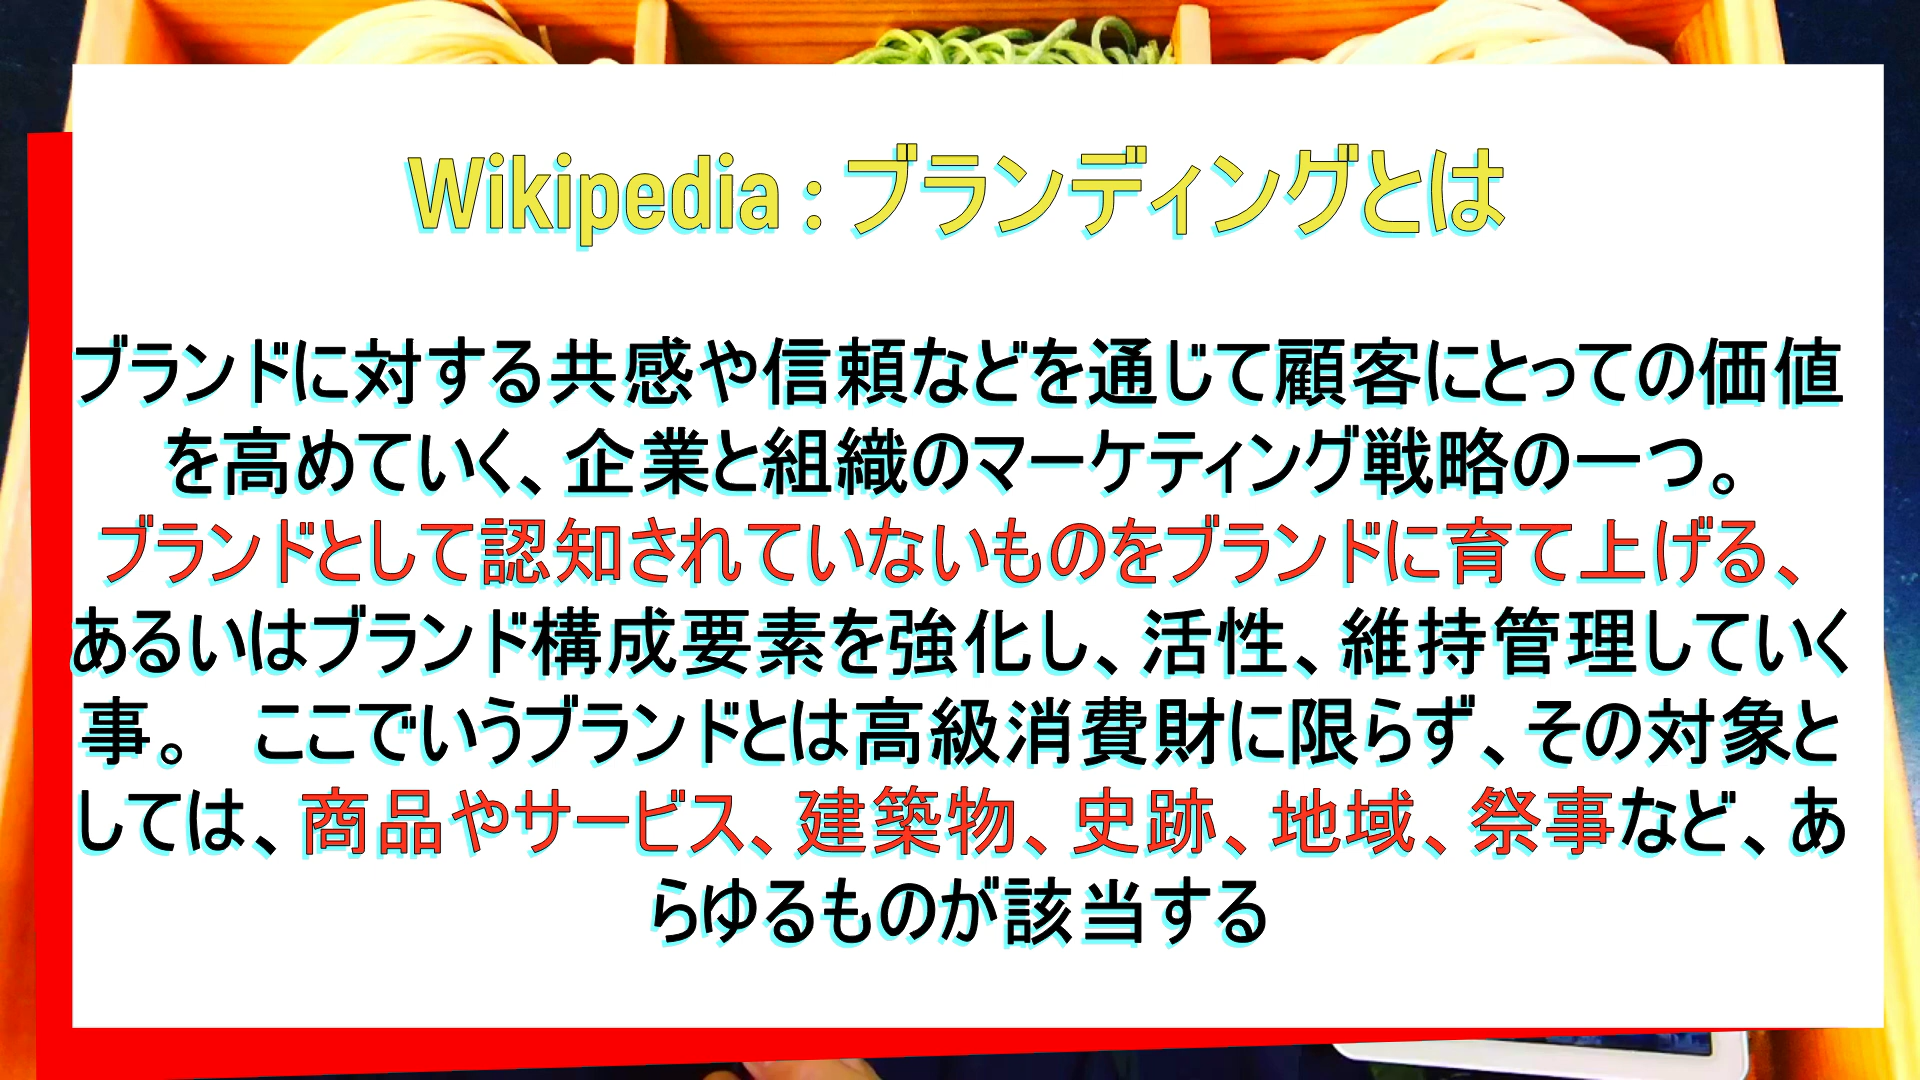 Wikipedia : ブランディングとは
ブランドに対する共感や信頼などを通じて顧客にとっての価値
を高めていく、企業と組織のマーケティング戦略の一つ。
ブランドとして認知されていないものをブランドに育て上げる、
あるいはブランド構成要素を強化し、活性、維持管理していく
事。 ここでいうブランドとは高級消費財に限らず、その対象と
しては、商品やサービス、建築物、史跡、地域、祭事など、あ
らゆるものが該当する